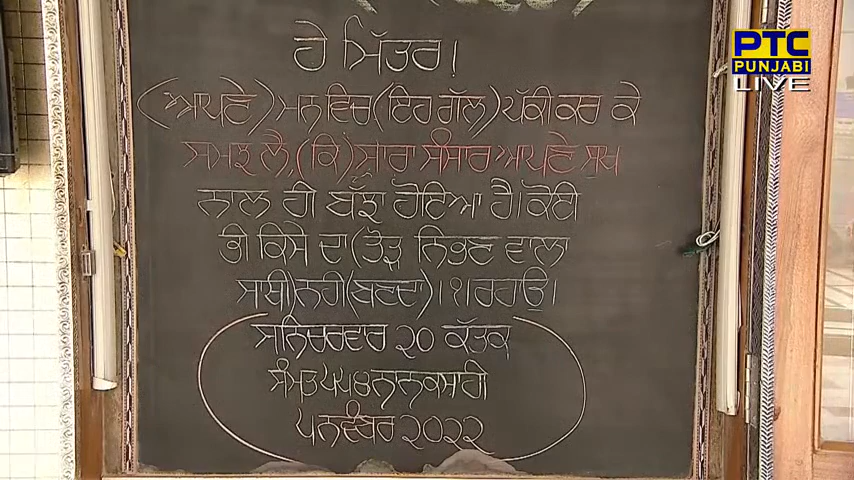 PTC
PUNJABI
LIVE
ਹੇ ਮਿੱਤਰ!
(ਆਪਣੇ) ਮਨ ਵਿਚ (ਇਹ ਗੱਲ) ਪੱਕੀ ਕਰ ਕੇ
ਸਮਝ ਲੈ, (ਕਿ) ਸਾਰਾ ਸੰਸਾਰ ਆਪਣੇ ਸੁਖ
ਨਾਲ ਹੀ ਬੱਝਾ ਹੋਇਆ ਹੈ। ਕੋਈ
ਭੀ ਕਿਸੇ ਦਾ (ਤੋੜ ਨਿਭਣ ਵਾਲਾ
ਸਾਥੀ) ਨਹੀ (ਬਣਦਾ)।੧।ਰਹਾਉ।
ਸਨਿਚਰਵਾਰ ੨੦ ਕੱਤਕ
ਸੰਮਤ ੫੫੪ ਨਾਨਕਸਾਹੀ
੫ ਨਵੰਬਰ ੨੦੨੨